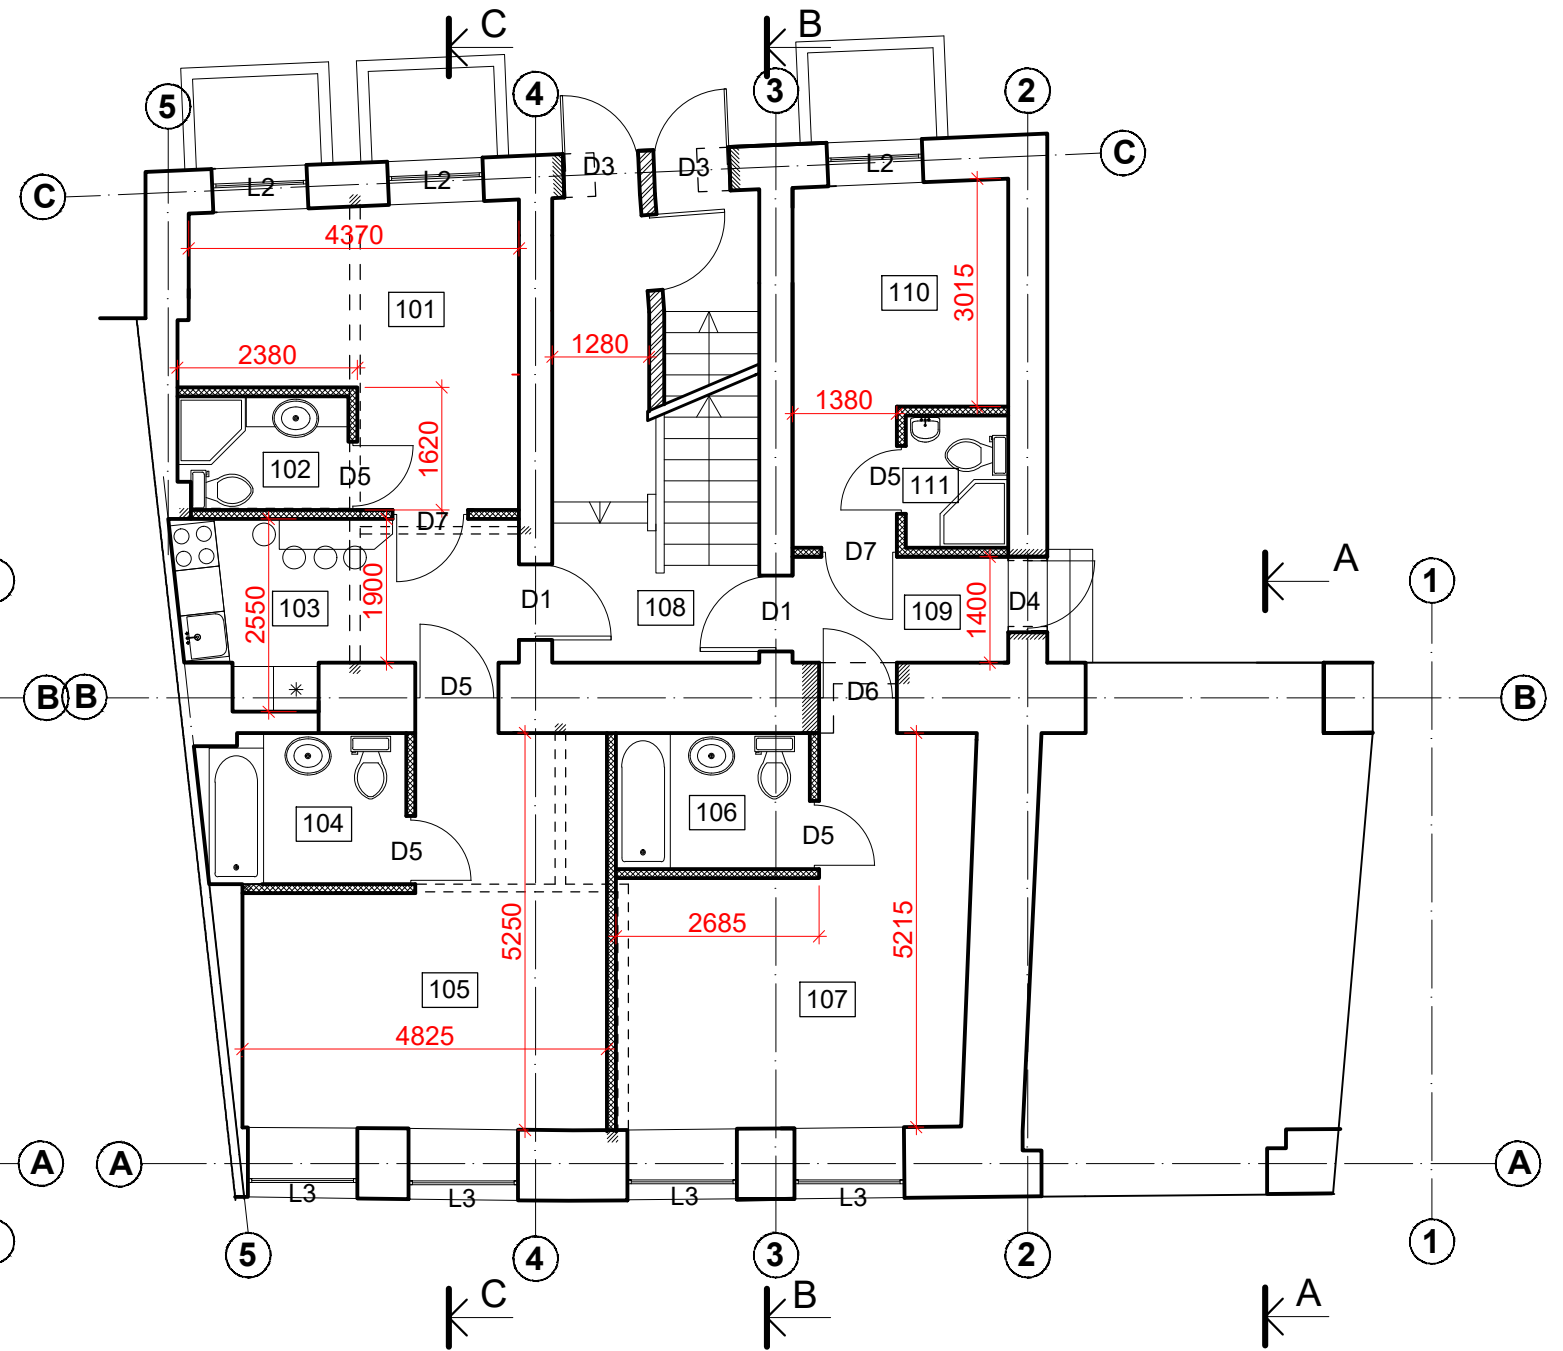 C B
5 4 3 2
C C
L2 L2 D3 D3 L2
4370
101 110 3015
2380 1280
1380
1620
102 D5 D5 111
D7 D7
A
1
103 2550 1900 D1 108 D1 109 1400 D4
B B D5 D6 B
104 106
D5 D5
5250 2685 5215
105 107
4825
A A A
L3 L3 L3 L3
5 4 3 2 1
C B A